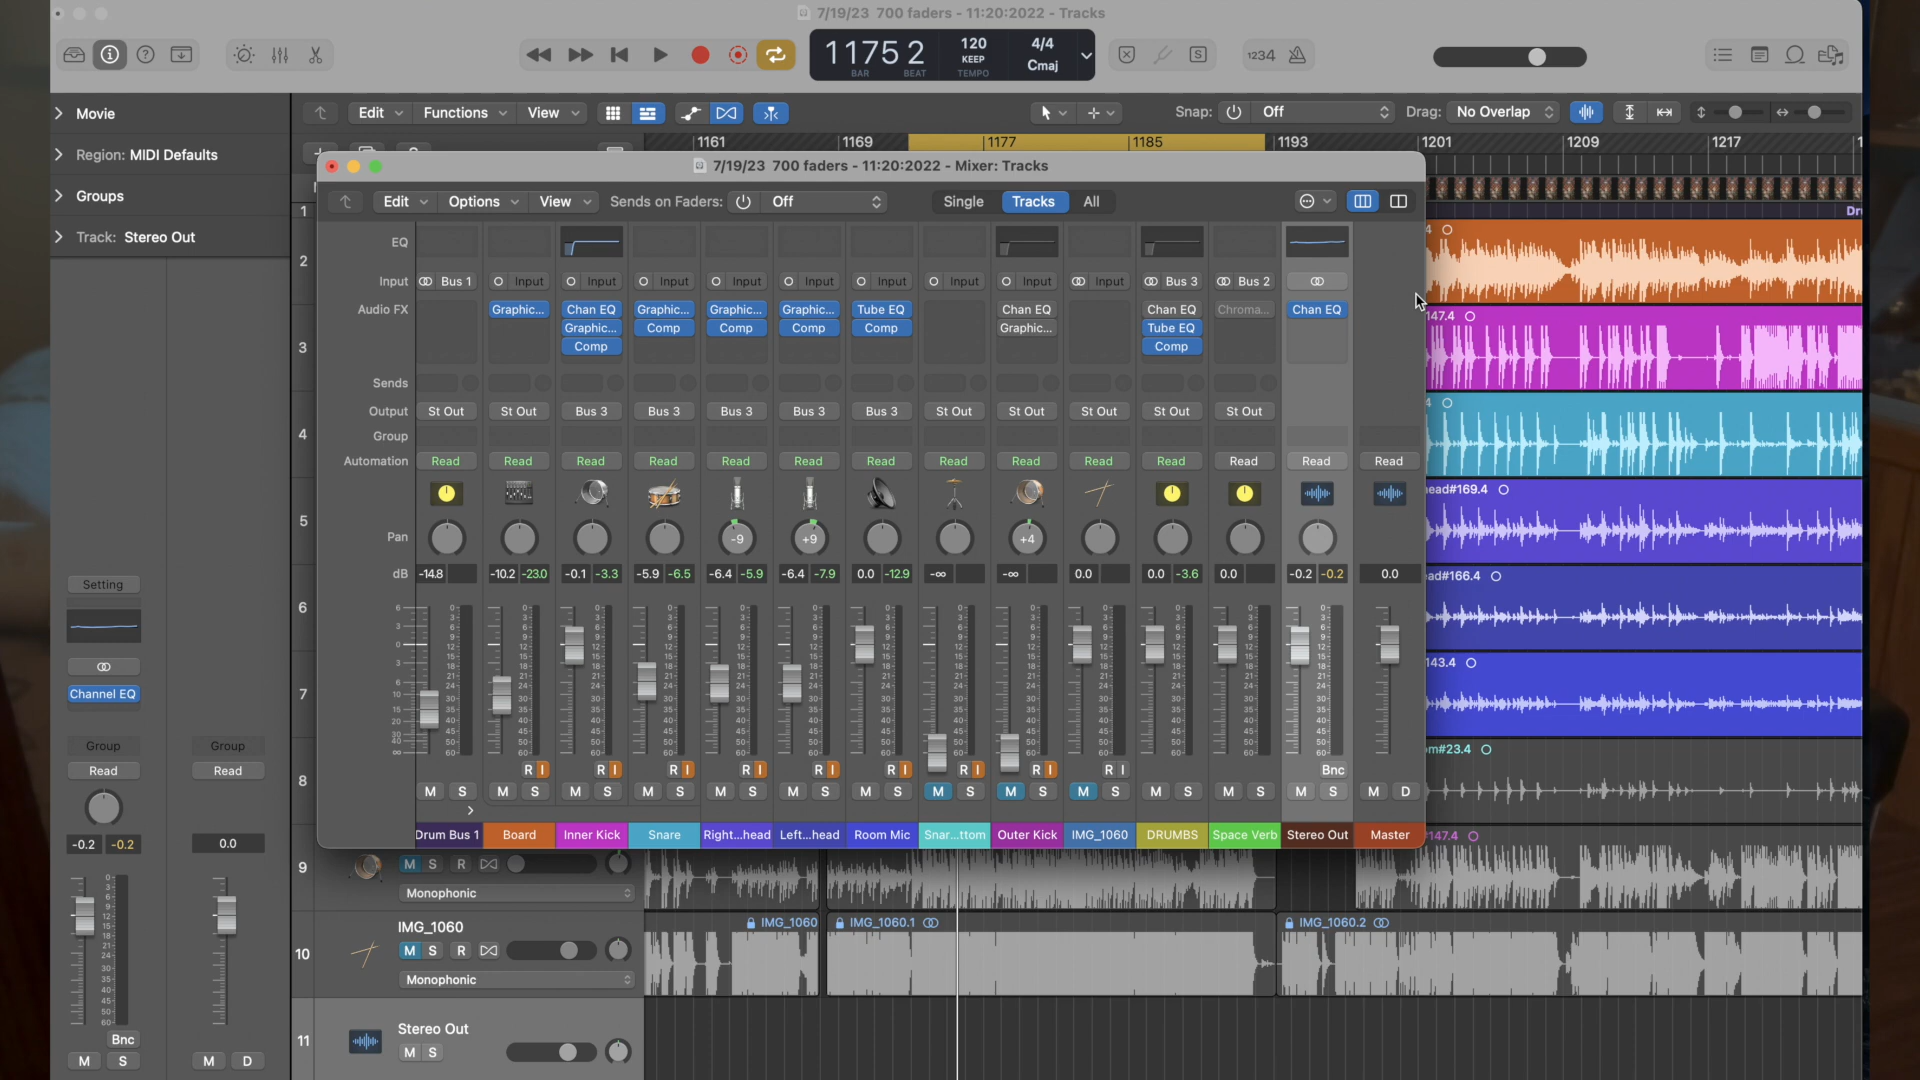 7/19/23 700 faders - 11:20:2022 - Tracks
1175 2
BAR BEAT
120
KEEP
TEMPO
4/4
Cmaj
1234
Movie
Region: MIDI Defaults
Groups
Track: Stereo Out
Edit Functions View
Snap: Off
Drag: No Overlap
1161 1169 1177 1185 1193 1201 1209 1217
7/19/23 700 faders - 11:20:2022 - Mixer: Tracks
Edit Options View Sends on Faders: Off Single Tracks All
EQ
Input Bus 1 Input Input Input Input Input Input Input Input Input Bus 3 Bus 2
Audio FX Graphic... Chan EQ Graphic... Graphic... Graphic... Tube EQ Chan EQ Chan EQ Chroma... Chan EQ
Graphic... Comp Comp Comp Comp Graphic... Tube EQ
Comp Comp
Sends
Output St Out St Out Bus 3 Bus 3 Bus 3 Bus 3 Bus 3 St Out St Out St Out St Out St Out
Group
Automation Read Read Read Read Read Read Read Read Read Read Read Read Read Read
Pan -9 +9 +4
dB -14.8 -10.2 -23.0 -0.1 -3.3 -5.9 -6.5 -6.4 -5.9 -6.4 -7.9 0.0 -12.9 -∞ -∞ 0.0 0.0 -3.6 0.0 -0.2 -0.2 0.0
R I R I R I R I R I R I R I R I R I Bnc
M S M S M S M S M S M S M S M S M S M S M S M S M S M D
Drum Bus 1 Board Inner Kick Snare Right...head Left...head Room Mic Snar...ttom Outer Kick IMG_1060 DRUMBS Space Verb Stereo Out Master
1
2
3
4
5
6
7
8
9
10
11
147.4
ead#169.4
ad#166.4
143.4
m#23.4
147.4
Setting
Channel EQ
Group Group
Read Read
-0.2 -0.2 0.0
Bnc
M S M D
M S R
Monophonic
IMG_1060
M S R
Monophonic
IMG_1060 IMG_1060.1 IMG_1060.2
Stereo Out
M S